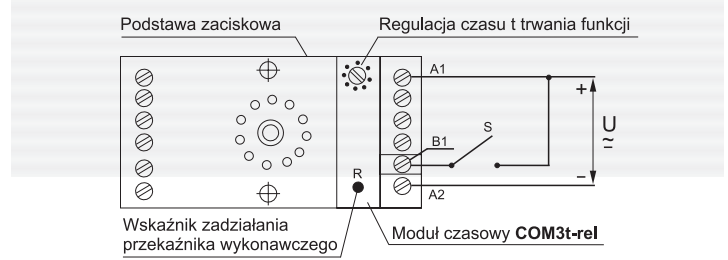 Podstawa zaciskowa
Regulacja czasu t trwania funkcji
A1
+
U
S
B1
R
−
A2
Wskaźnik zadziałania
przekaźnika wykonawczego
Moduł czasowy COM3t-rel